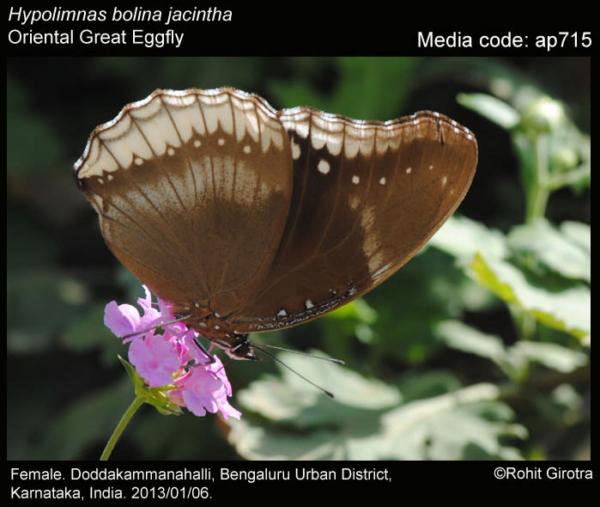 Hypolimnas bolina jacintha
Oriental Great Eggfly
Media code: ap715
Female. Doddakammanahalli, Bengaluru Urban District,
Karnataka, India. 2013/01/06.
©Rohit Girotra